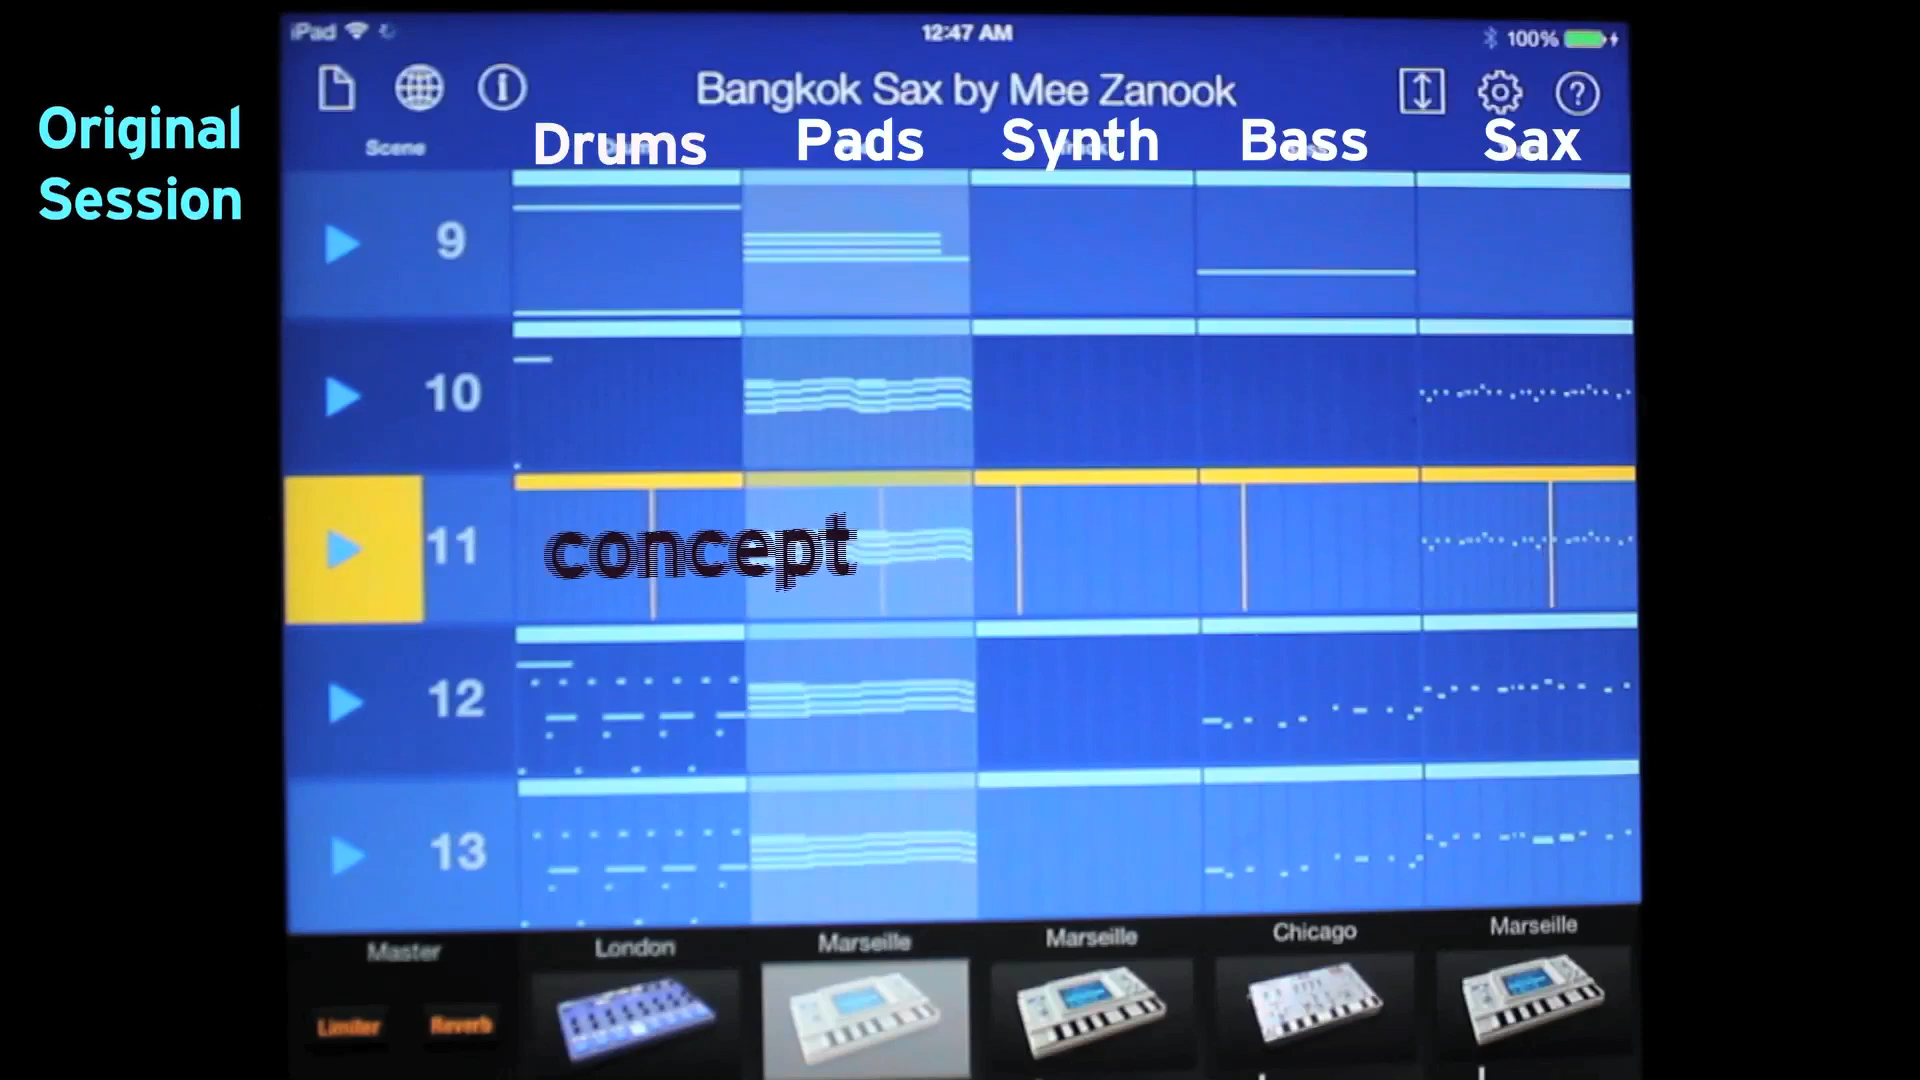 iPad 12:47 AM 100%
Bangkok Sax by Mee Zanook
Original
Session
Scene Drums Pads Synth Bass Sax
9
10
11
concept
12
13
Master London Marseille Marseille Chicago Marseille
Limiter Reverb